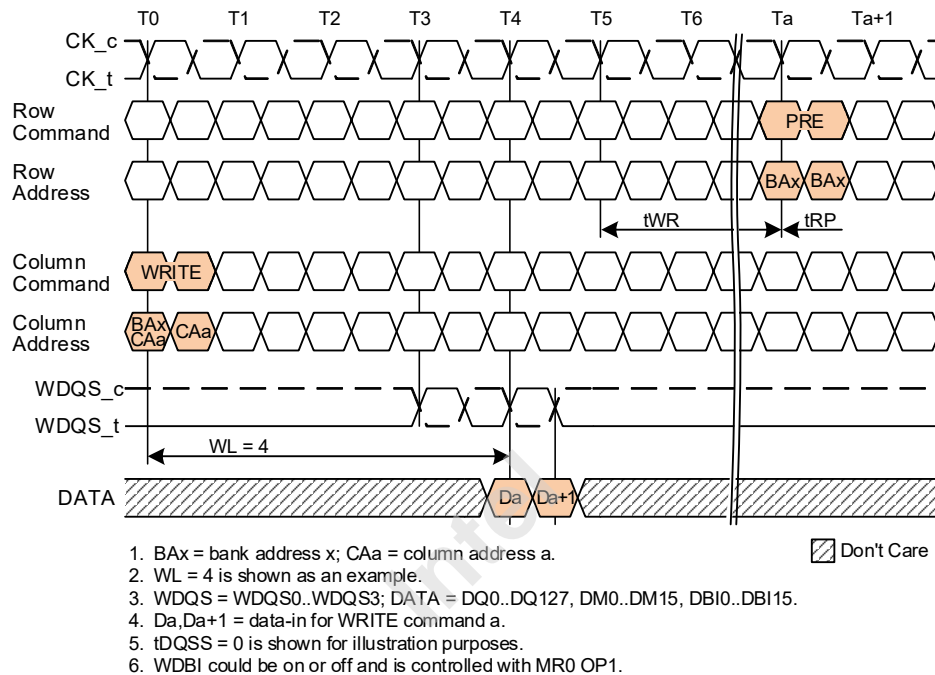 T0 T1 T2 T3 T4 T5 T6 Ta Ta+1
CK_c
CK_t
Row
Command
PRE
Row
Address
BAx BAx
tWR tRP
Column
Command
WRITE
Column
Address
BAx
CAa
CAa
WDQS_c
WDQS_t
WL = 4
DATA
Da Da+1
Don't Care
1. BAx = bank address x; CAa = column address a.
2. WL = 4 is shown as an example.
3. WDQS = WDQS0..WDQS3; DATA = DQ0..DQ127, DM0..DM15, DBI0..DBI15.
4. Da,Da+1 = data-in for WRITE command a.
5. tDQSS = 0 is shown for illustration purposes.
6. WDBI could be on or off and is controlled with MR0 OP1.
Intel